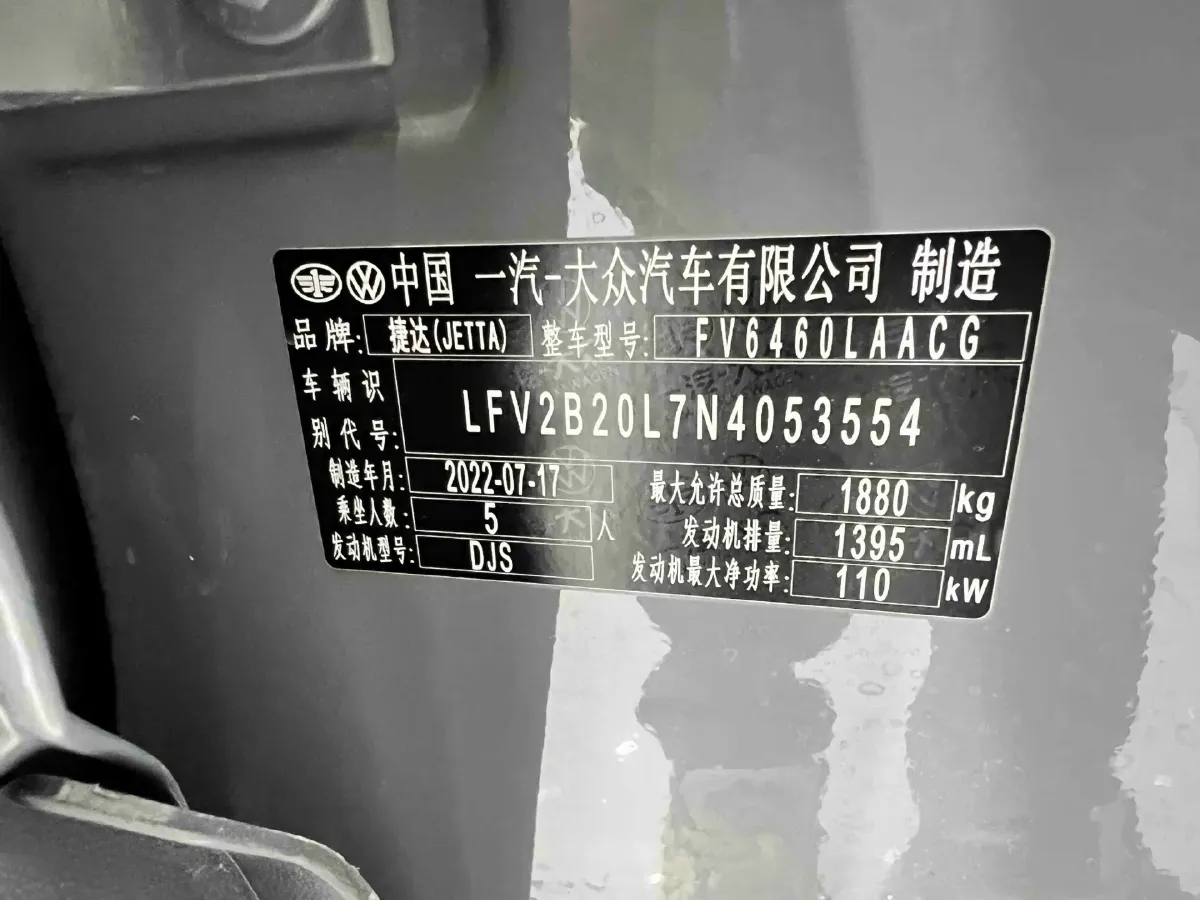 中国 一汽-大众汽车有限公司 制造
品牌: 捷达(JETTA) 整车型号: FV6460LAACG
车辆识别代号: LFV2B20L7N4053554
制造年月: 2022-07-17 最大允许总质量: 1880 kg
乘坐人数: 5 人 发动机排量: 1395 mL
发动机型号: DJS 发动机最大净功率: 110 kW